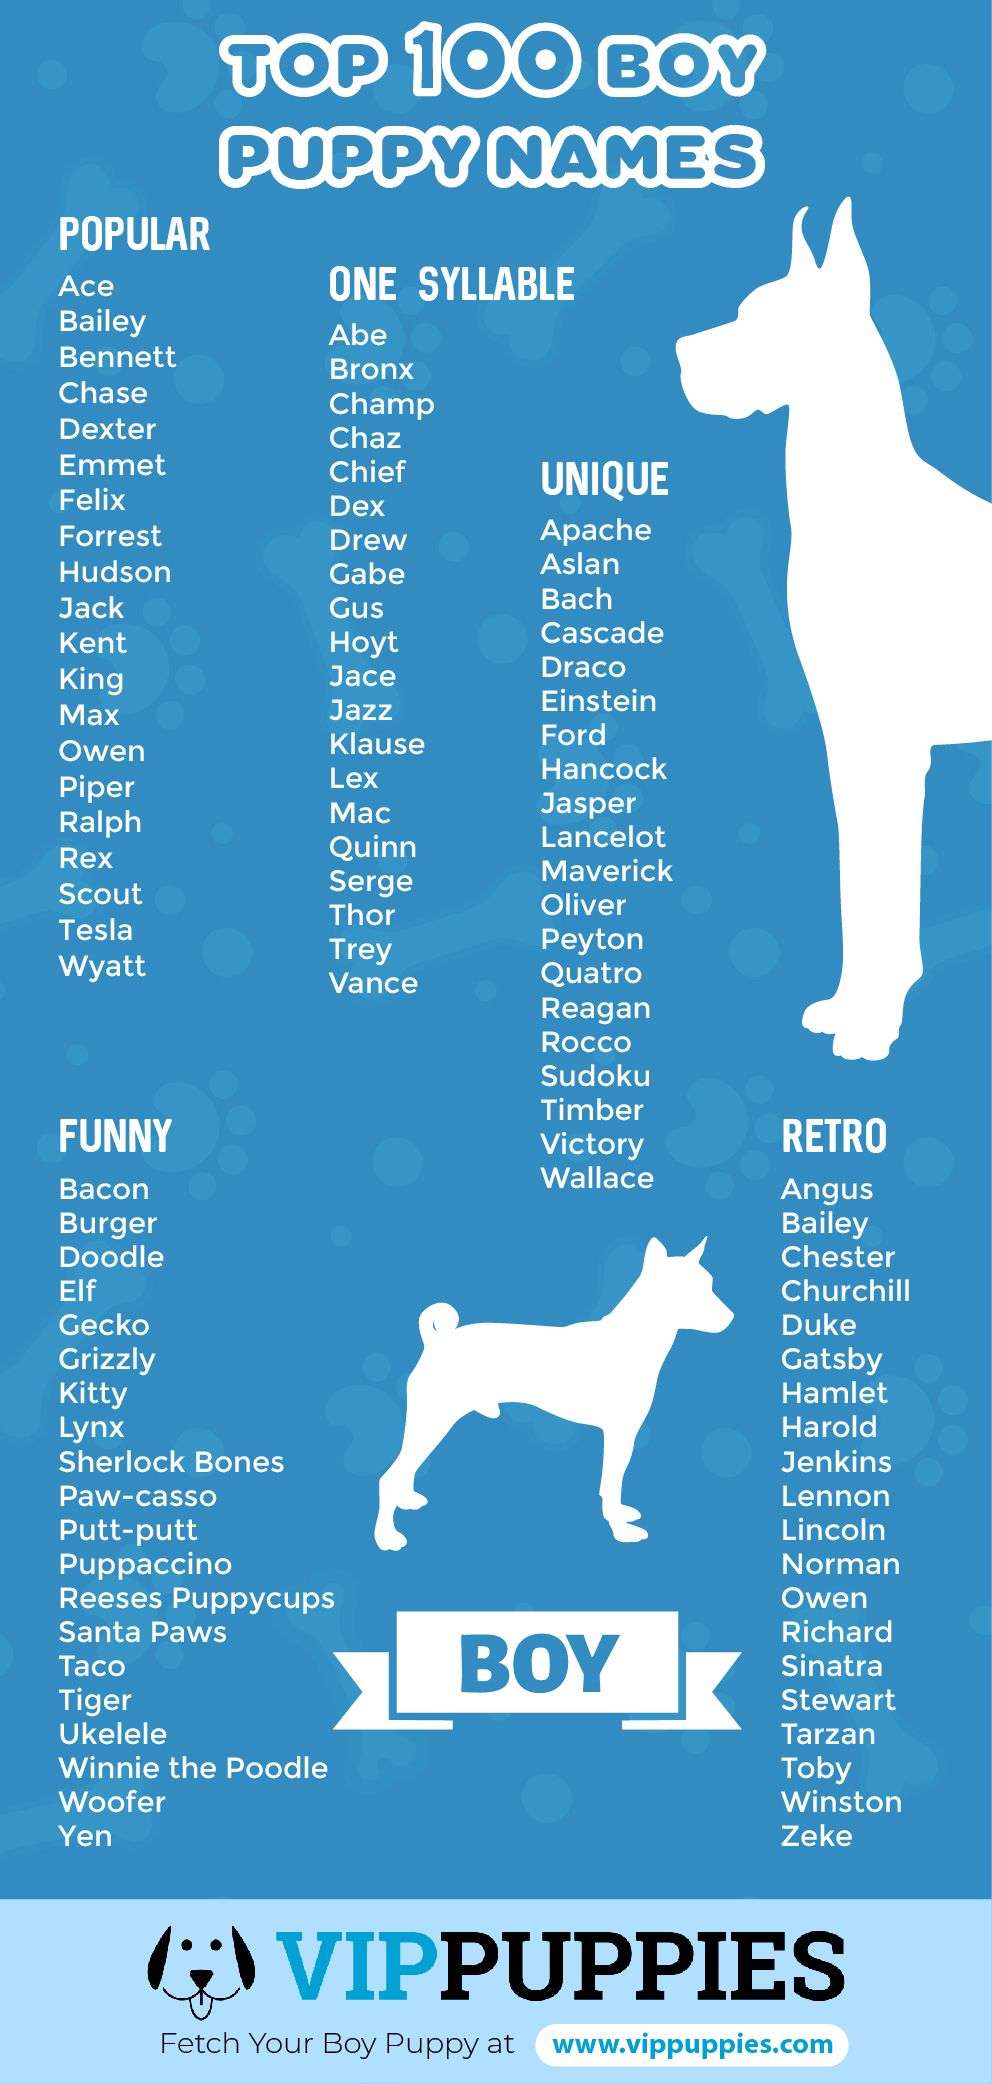 TOP 100 BOY
PUPPY NAMES
POPULAR
Ace
Bailey
Bennett
Chase
Dexter
Emmet
Felix
Forrest
Hudson
Jack
Kent
King
Max
Owen
Piper
Ralph
Rex
Scout
Tesla
Wyatt
ONE SYLLABLE
Abe
Bronx
Champ
Chaz
Chief
Dex
Drew
Gabe
Gus
Hoyt
Jace
Jazz
Klause
Lex
Mac
Quinn
Serge
Thor
Trey
Vance
UNIQUE
Apache
Aslan
Bach
Cascade
Draco
Einstein
Ford
Hancock
Jasper
Lancelot
Maverick
Oliver
Peyton
Quatro
Reagan
Rocco
Sudoku
Timber
Victory
Wallace
FUNNY
Bacon
Burger
Doodle
Elf
Gecko
Grizzly
Kitty
Lynx
Sherlock Bones
Paw-casso
Putt-putt
Puppaccino
Reeses Puppycups
Santa Paws
Taco
Tiger
Ukelele
Winnie the Poodle
Woofer
Yen
RETRO
Angus
Bailey
Chester
Churchill
Duke
Gatsby
Hamlet
Harold
Jenkins
Lennon
Lincoln
Norman
Owen
Richard
Sinatra
Stewart
Tarzan
Toby
Winston
Zeke
BOY
VIPPUPPIES
Fetch Your Boy Puppy at www.vippuppies.com